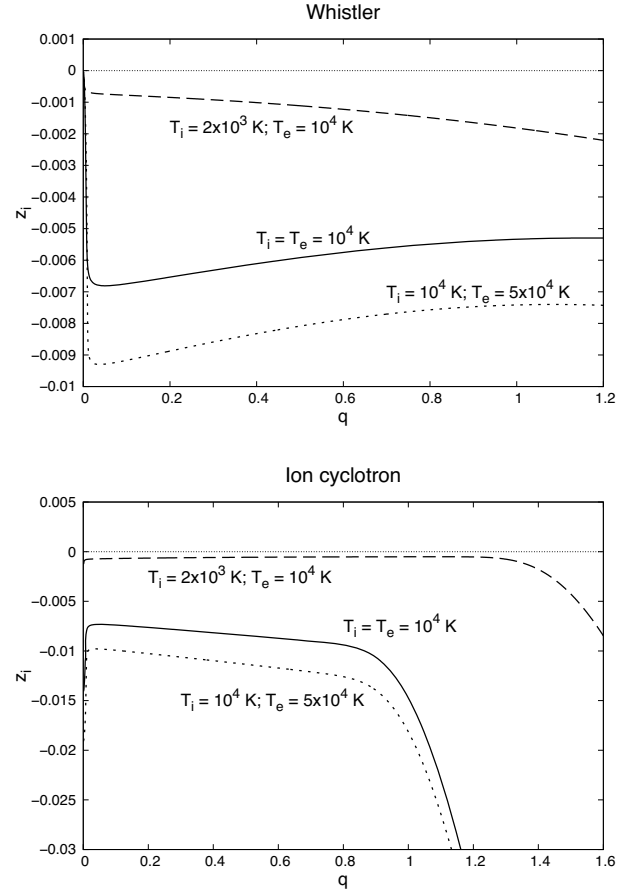 Whistler
0.001
0
−0.001
−0.002
−0.003
−0.004
−0.005
−0.006
−0.007
−0.008
−0.009
−0.01
z_i
T_i = 2x10^3 K; T_e = 10^4 K
T_i = T_e = 10^4 K
T_i = 10^4 K; T_e = 5x10^4 K
0 0.2 0.4 0.6 0.8 1 1.2
q
Ion cyclotron
0.005
0
−0.005
−0.01
−0.015
−0.02
−0.025
−0.03
z_i
T_i = 2x10^3 K; T_e = 10^4 K
T_i = T_e = 10^4 K
T_i = 10^4 K; T_e = 5x10^4 K
0 0.2 0.4 0.6 0.8 1 1.2 1.4 1.6
q